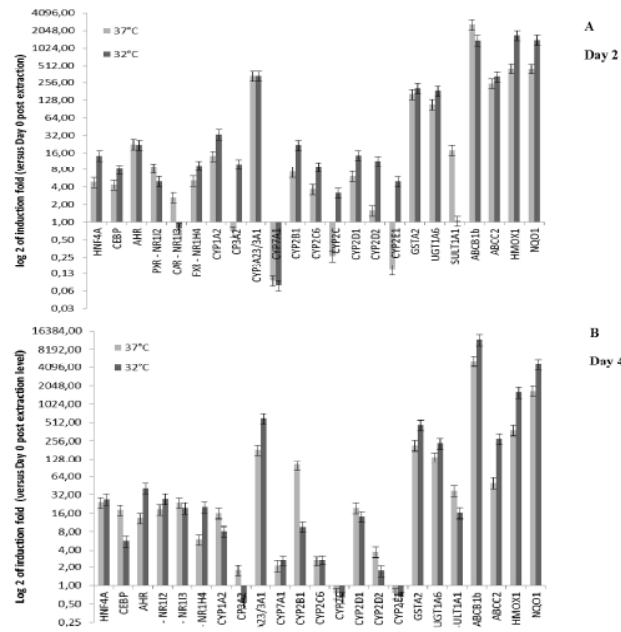 4096,00
2048,00
1024,00
512,00
256,00
128,00
64,00
32,00
16,00
8,00
4,00
2,00
1,00
0,50
0,25
0,13
0,06
0,03
log 2 of induction fold (versus Day 0 post extraction)
37°C
32°C
HNF4A
CEBP
AHR
PXR - NR1I2
CAR - NR1I3
FXR - NR1H4
CYP1A2
CYP3A2
CYP3A23/3A1
CYP7A1
CYP2B1
CYP2C6
CYP2C
CYP2D1
CYP2D2
CYP2E1
GSTA2
UGT1A6
SULT1A1
ABCB1b
ABCC2
HMOX1
NQO1
A
Day 2
16384,00
8192,00
4096,00
2048,00
1024,00
512,00
256,00
128,00
64,00
32,00
16,00
8,00
4,00
2,00
1,00
0,50
0,25
Log 2 of induction fold (versus Day 0 post extraction level)
37°C
32°C
HNF4A
CEBP
AHR
- NR1I2
- NR1I3
- NR1H4
CYP1A2
CYP3A2
A23/3A1
CYP7A1
CYP2B1
CYP2C6
CYP2D1
CYP2D2
CYP2E1
GSTA2
UGT1A6
ULT1A1
ABCB1b
ABCC2
HMOX1
NQO1
B
Day 4